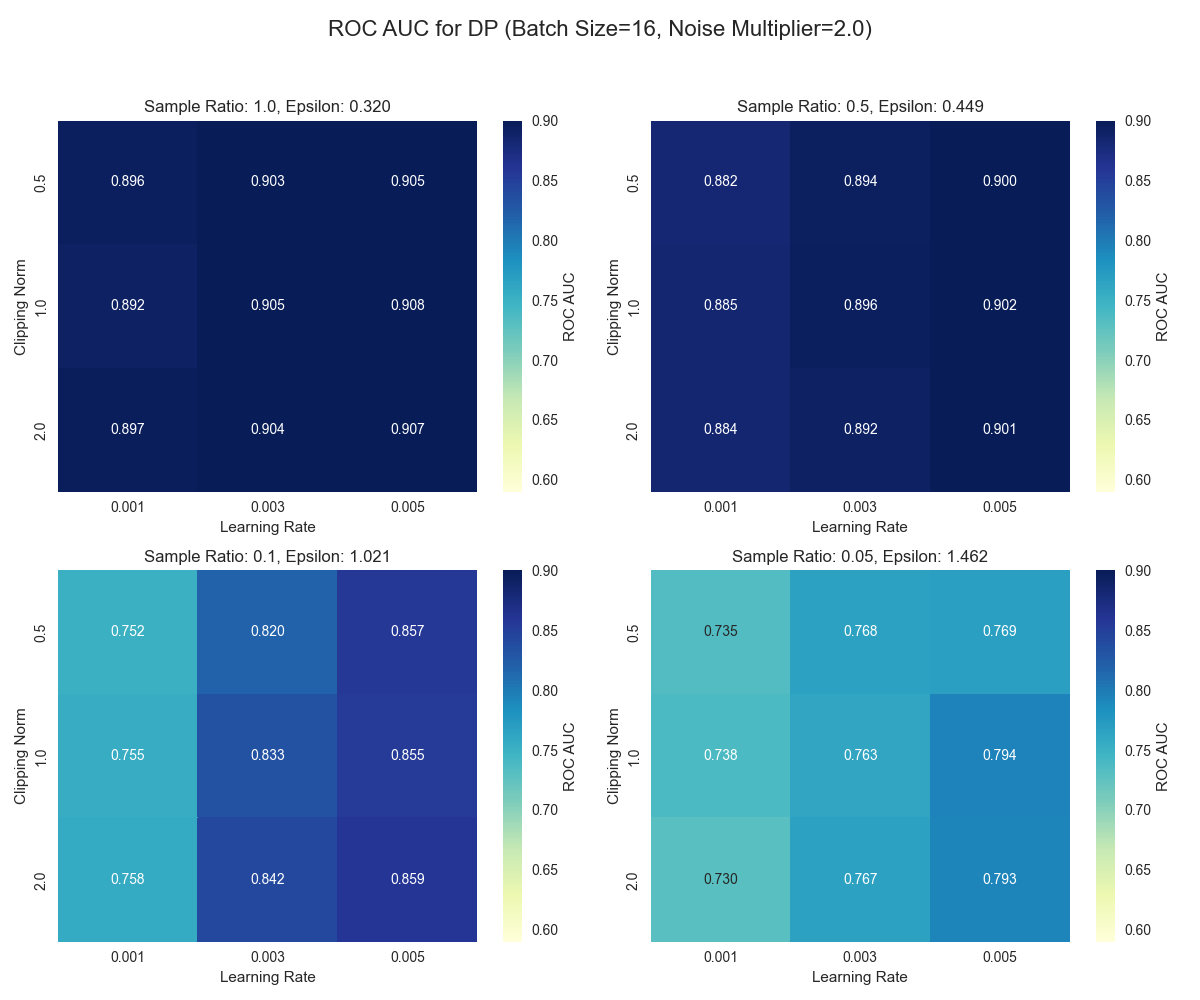 ROC AUC for DP (Batch Size=16, Noise Multiplier=2.0)
Sample Ratio: 1.0, Epsilon: 0.320
Clipping Norm
0.5
0.896 0.903 0.905
1.0
0.892 0.905 0.908
2.0
0.897 0.904 0.907
0.001 0.003 0.005
Learning Rate
0.90
0.85
0.80
0.75
0.70
0.65
0.60
ROC AUC
Sample Ratio: 0.5, Epsilon: 0.449
Clipping Norm
0.5
0.882 0.894 0.900
1.0
0.885 0.896 0.902
2.0
0.884 0.892 0.901
0.001 0.003 0.005
Learning Rate
0.90
0.85
0.80
0.75
0.70
0.65
0.60
ROC AUC
Sample Ratio: 0.1, Epsilon: 1.021
Clipping Norm
0.5
0.752 0.820 0.857
1.0
0.755 0.833 0.855
2.0
0.758 0.842 0.859
0.001 0.003 0.005
Learning Rate
0.90
0.85
0.80
0.75
0.70
0.65
0.60
ROC AUC
Sample Ratio: 0.05, Epsilon: 1.462
Clipping Norm
0.5
0.735 0.768 0.769
1.0
0.738 0.763 0.794
2.0
0.730 0.767 0.793
0.001 0.003 0.005
Learning Rate
0.90
0.85
0.80
0.75
0.70
0.65
0.60
ROC AUC